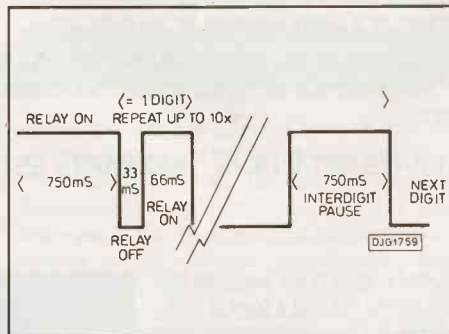 ⟨= 1 DIGIT⟩
RELAY ON REPEAT UP TO 10x
⟨ 750mS ⟩
33
mS
66mS
RELAY
ON
RELAY
OFF
⟨ 750mS ⟩
INTERDIGIT
PAUSE
NEXT
DIGIT
DJG1759